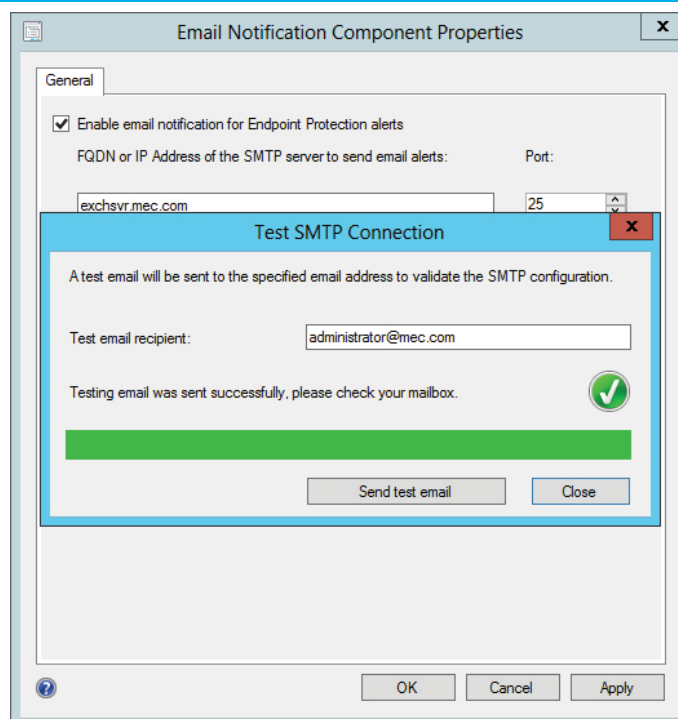 Email Notification Component Properties
x
General
Enable email notification for Endpoint Protection alerts
FQDN or IP Address of the SMTP server to send email alerts: Port:
exchsvr.mec.com 25
Test SMTP Connection
x
A test email will be sent to the specified email address to validate the SMTP configuration.
Test email recipient: administrator@mec.com
Testing email was sent successfully, please check your mailbox.
Send test email Close
? OK Cancel Apply